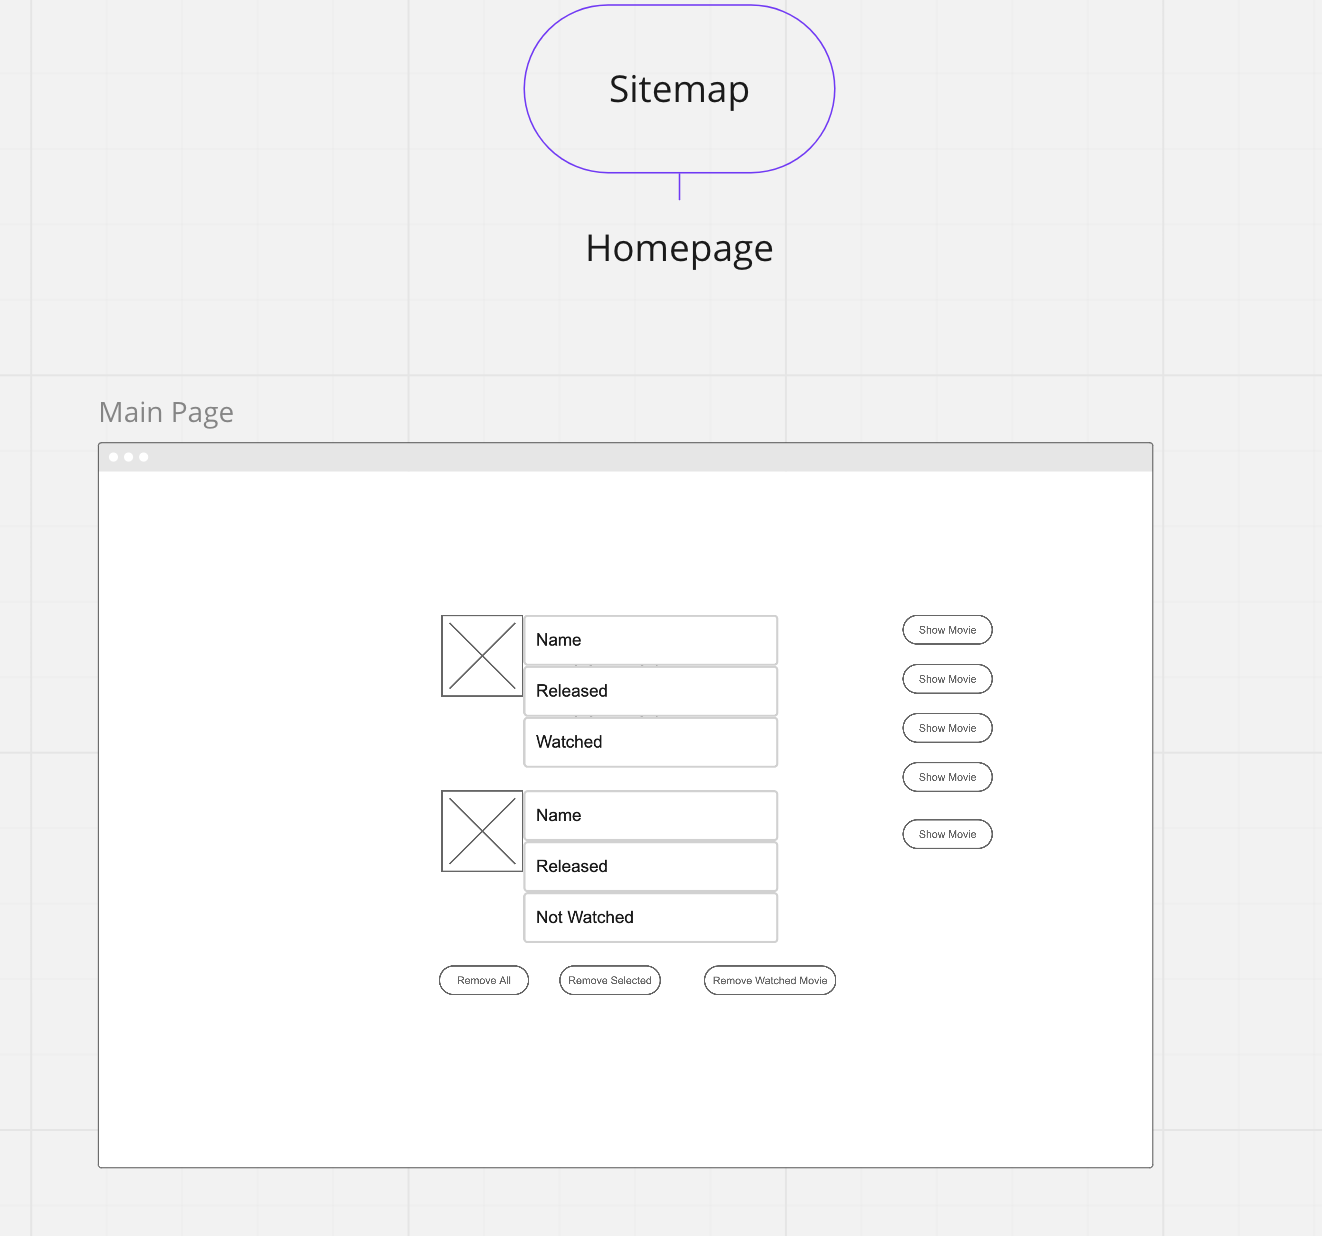 Sitemap
Homepage
Main Page
Name
Released
Watched
Name
Released
Not Watched
Show Movie
Show Movie
Show Movie
Show Movie
Show Movie
Remove All
Remove Selected
Remove Watched Movie